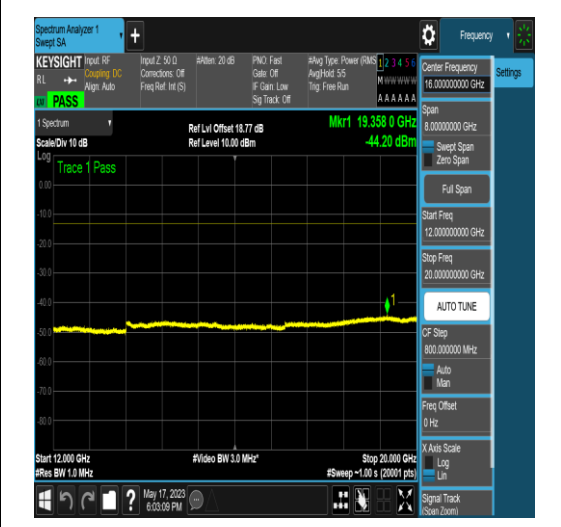 Spectrum Analyzer 1
Swept SA
Frequency
KEYSIGHT
RL
PASS
Input: RF
Coupling: DC
Align: Auto
Input Z: 50 Ω
Corrections: Off
Freq Ref: Int (S)
#Atten: 20 dB
PNO: Fast
Gate: Off
IF Gain: Low
Sig Track: Off
#Avg Type: Power (RMS
Avg|Hold: 5/5
Trig: Free Run
1 2 3 4 5 6
M W W W W W
A A A A A A
Center Frequency
16.000000000 GHz
Settings
Span
8.00000000 GHz
Swept Span
Zero Span
Full Span
Start Freq
12.000000000 GHz
Stop Freq
20.000000000 GHz
AUTO TUNE
CF Step
800.000000 MHz
Auto
Man
Freq Offset
0 Hz
X Axis Scale
Log
Lin
Signal Track
(Span Zoom)
1 Spectrum
Scale/Div 10 dB
Ref Lvl Offset 18.77 dB
Ref Level 10.00 dBm
Mkr1 19.358 0 GHz
-44.20 dBm
Log
Trace 1 Pass
0.00
-10.0
-20.0
-30.0
-40.0
-50.0
-60.0
-70.0
-80.0
1
Start 12.000 GHz
#Res BW 1.0 MHz
#Video BW 3.0 MHz*
Stop 20.000 GHz
#Sweep ~1.00 s (20001 pts)
May 17, 2023
6:03:09 PM